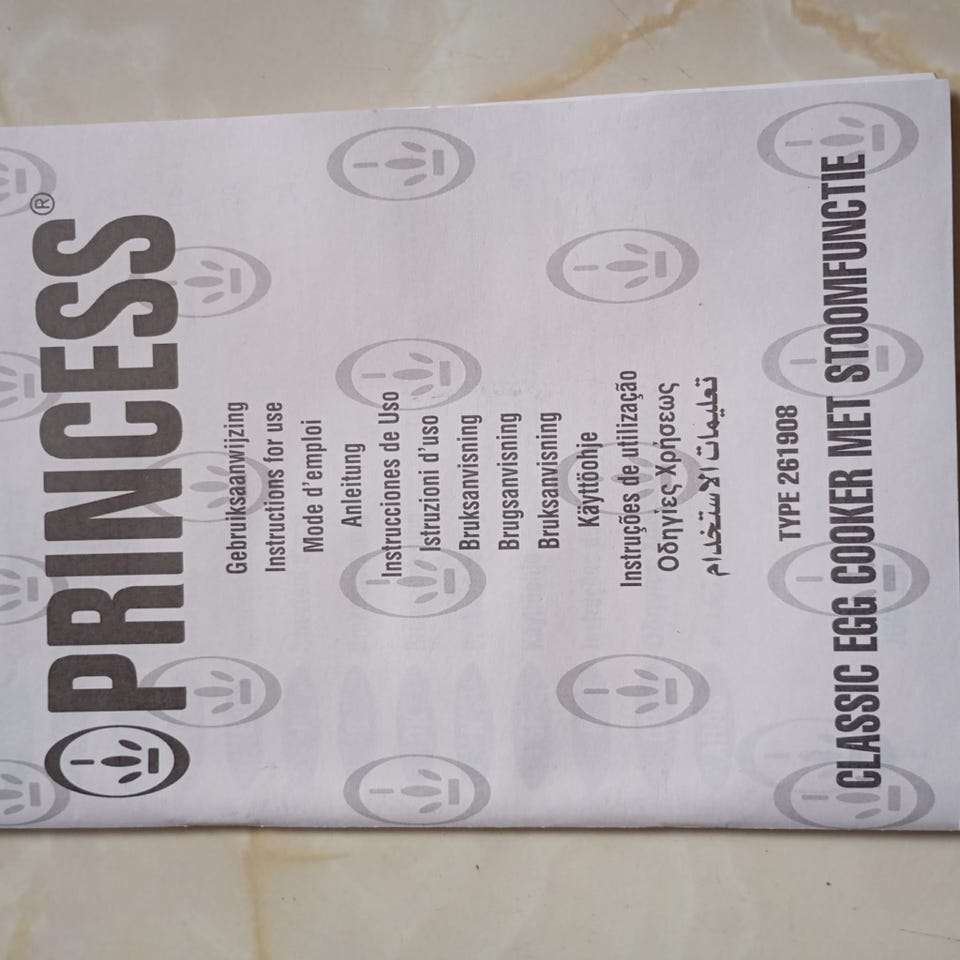 PRINCESS®
Gebruiksaanwijzing
Instructions for use
Mode d'emploi
Anleitung
Instrucciones de Uso
Istruzioni d'uso
Bruksanvisning
Brugsanvisning
Bruksanvisning
Käyttöohje
Instruções de utilização
Οδηγίες Χρήσεως
تعليمات الاستخدام
TYPE 261908
CLASSIC EGG COOKER MET STOOMFUNCTIE